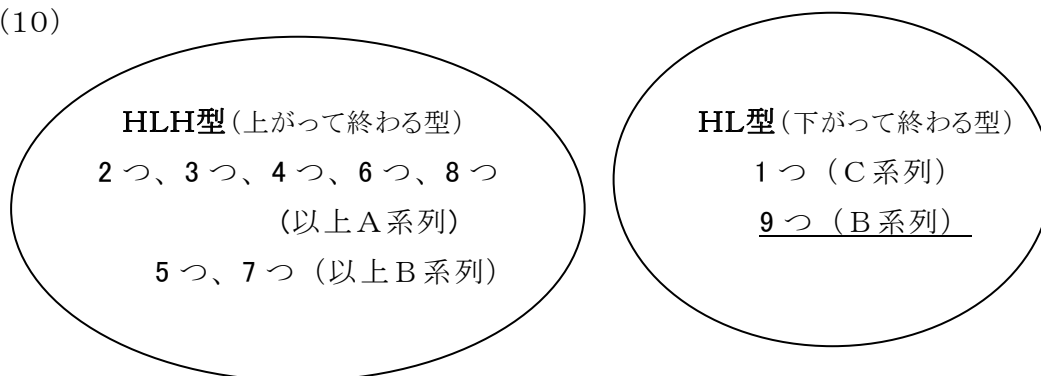 (10)
HLH型(上がって終わる型)
2つ、3つ、4つ、6つ、8つ
(以上A系列)
5つ、7つ(以上B系列)
HL型(下がって終わる型)
1つ(C系列)
9つ(B系列)